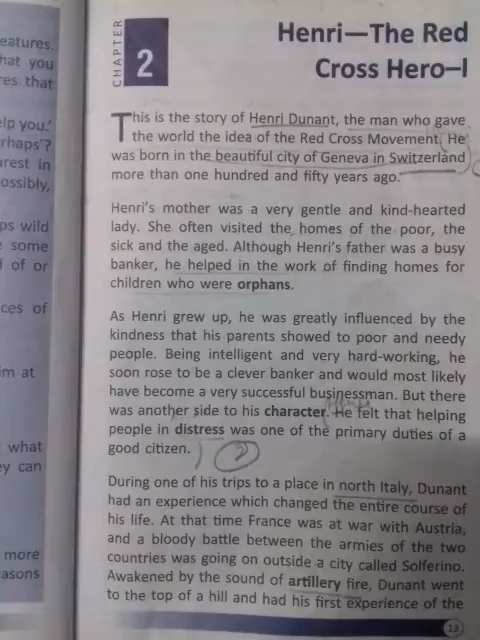 eatures.
hat you
res that
elp you.'
rhaps'?
urest in
ossibly,
ps wild
some
d of or
ces of
im at
what
ey can
more
easons
CHAPTER
2
Henri—The Red
Cross Hero–I
This is the story of Henri Dunant, the man who gave
the world the idea of the Red Cross Movement. He
was born in the beautiful city of Geneva in Switzerland
more than one hundred and fifty years ago.
Henri's mother was a very gentle and kind-hearted
lady. She often visited the homes of the poor, the
sick and the aged. Although Henri's father was a busy
banker, he helped in the work of finding homes for
children who were orphans.
As Henri grew up, he was greatly influenced by the
kindness that his parents showed to poor and needy
people. Being intelligent and very hard-working, he
soon rose to be a clever banker and would most likely
have become a very successful businessman. But there
was another side to his character. He felt that helping
people in distress was one of the primary duties of a
good citizen.
2
During one of his trips to a place in north Italy, Dunant
had an experience which changed the entire course of
his life. At that time France was at war with Austria,
and a bloody battle between the armies of the two
countries was going on outside a city called Solferino.
Awakened by the sound of artillery fire, Dunant went
to the top of a hill and had his first experience of the
13